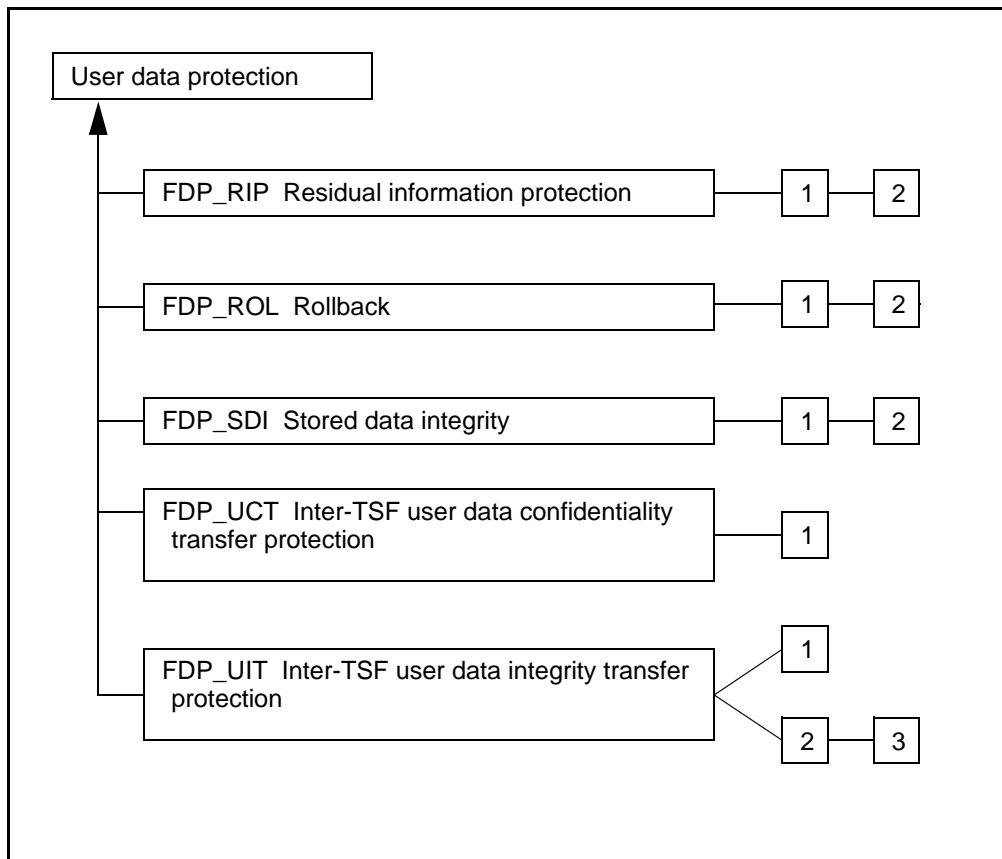 User data protection
FDP_RIP Residual information protection 1 2
FDP_ROL Rollback 1 2
FDP_SDI Stored data integrity 1 2
FDP_UCT Inter-TSF user data confidentiality
transfer protection
1
1
FDP_UIT Inter-TSF user data integrity transfer
protection
2 3